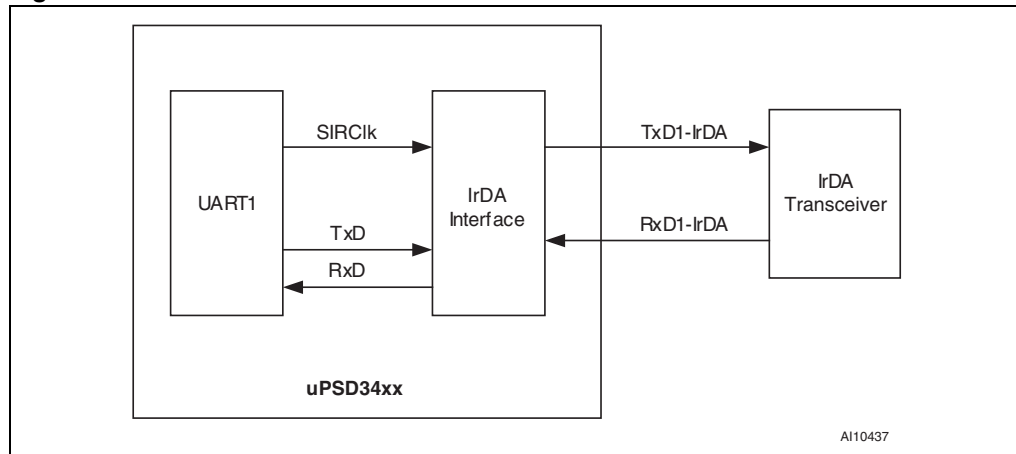 SIRClk
TxD1-IrDA
UART1
IrDA
Interface
IrDA
Transceiver
TxD
RxD1-IrDA
RxD
uPSD34xx
AI10437